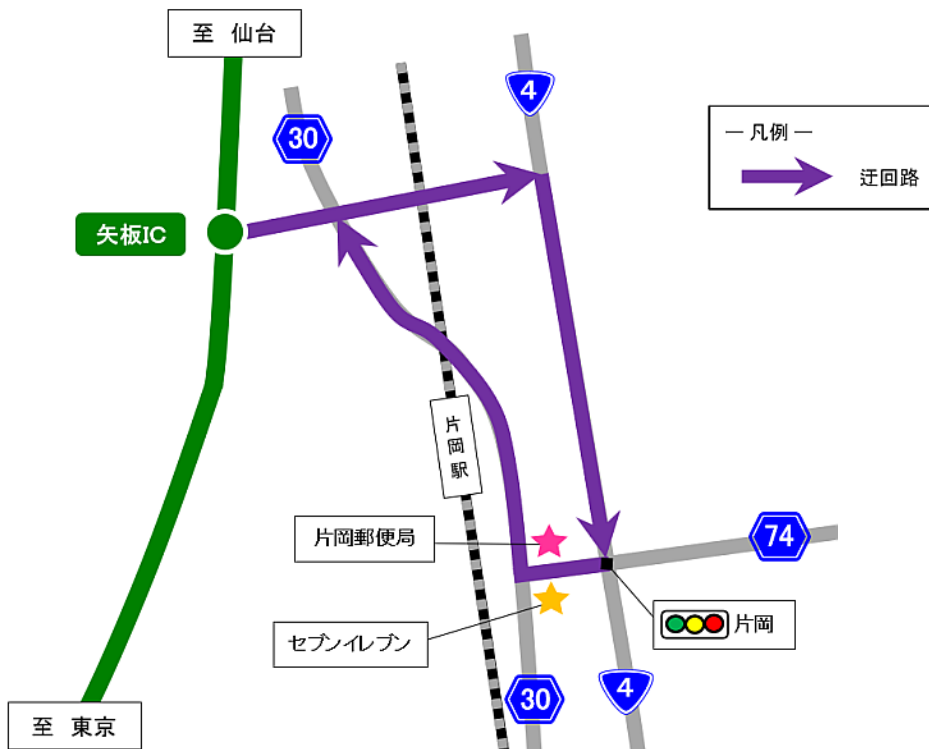 至 仙台
30
4
― 凡例 ―
迂回路
矢板IC
片岡駅
片岡郵便局
74
セブンイレブン
片岡
30
4
至 東京